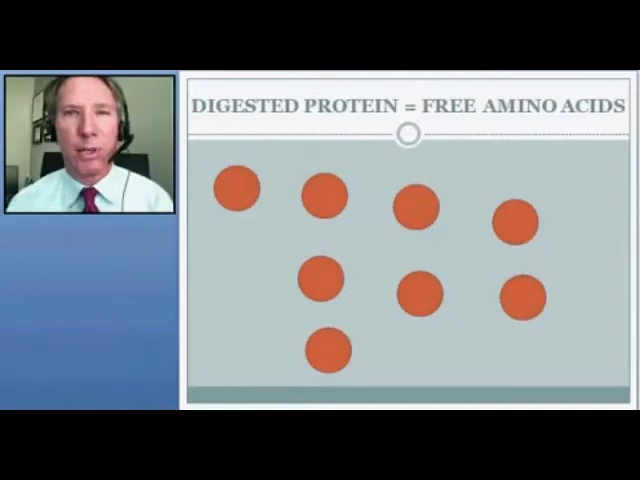 DIGESTED PROTEIN = FREE AMINO ACIDS